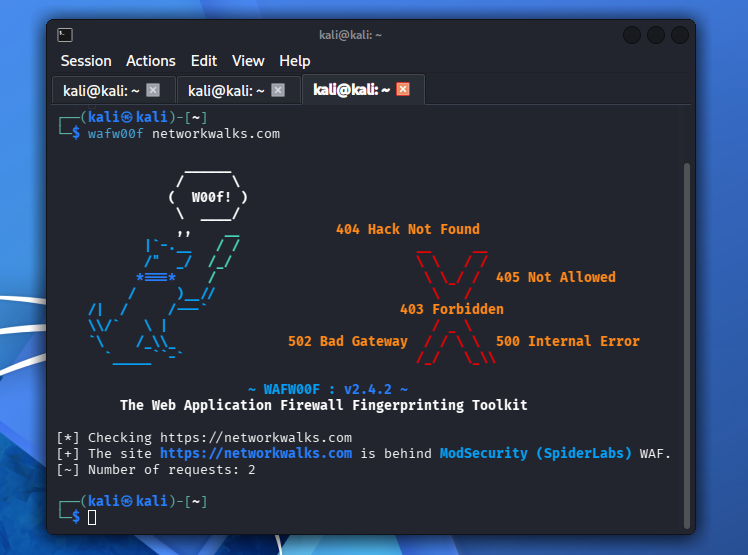 kali@kali: ~
Session Actions Edit View Help
kali@kali: ~ kali@kali: ~ kali@kali: ~
┌──(kali㉿kali)-[~]
└─$ wafw00f networkwalks.com
( W00f! )
404 Hack Not Found
405 Not Allowed
403 Forbidden
502 Bad Gateway 500 Internal Error
~ WAFW00F : v2.4.2 ~
The Web Application Firewall Fingerprinting Toolkit
[*] Checking https://networkwalks.com
[+] The site https://networkwalks.com is behind ModSecurity (SpiderLabs) WAF.
[~] Number of requests: 2
┌──(kali㉿kali)-[~]
└─$